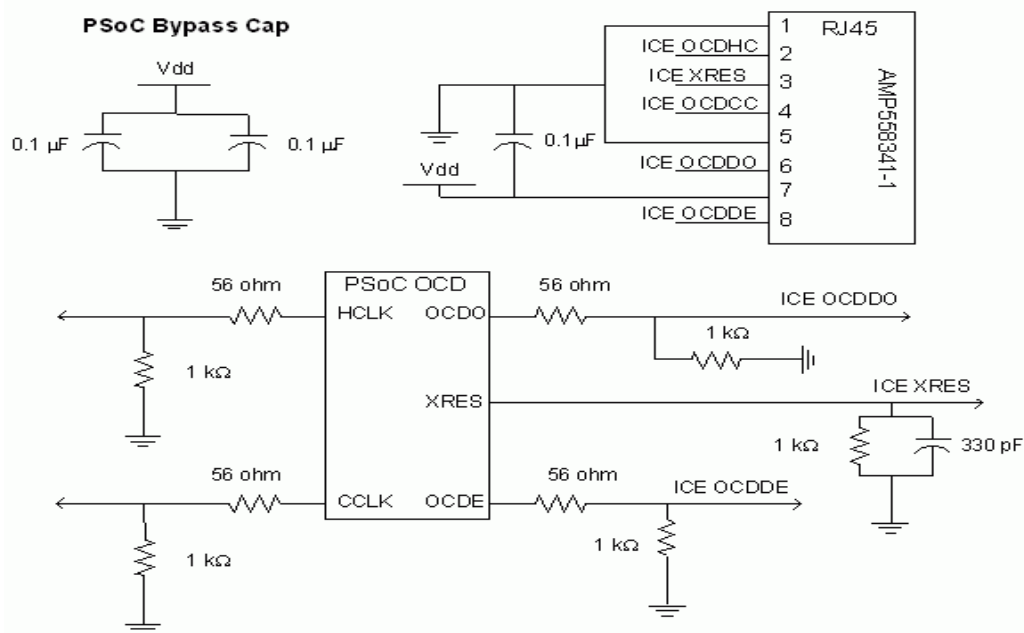 PSoC Bypass Cap
Vdd
0.1 µF
0.1 µF
RJ45
AMP558341-1
1
ICE OCDHC
2
ICE XRES
3
ICE OCDCC
4
0.1 µF
5
ICE OCDDO
6
Vdd
7
ICE OCDDE
8
56 ohm
PSoC OCD
56 ohm
ICE OCDDO
HCLK
OCDO
1 kΩ
1 kΩ
XRES
ICE XRES
1 kΩ
330 pF
56 ohm
56 ohm
ICE OCDDE
CCLK
OCDE
1 kΩ
1 kΩ